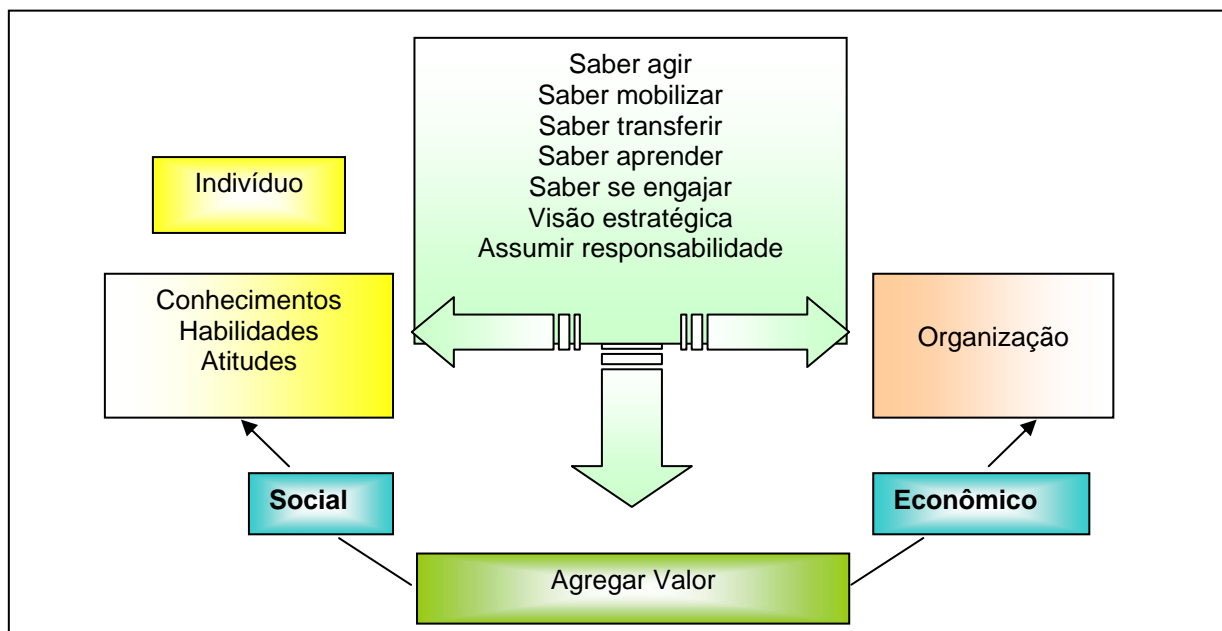 Saber agir
Saber mobilizar
Saber transferir
Saber aprender
Saber se engajar
Visão estratégica
Assumir responsabilidade
Indivíduo
Conhecimentos
Habilidades
Atitudes
Organização
Social
Econômico
Agregar Valor